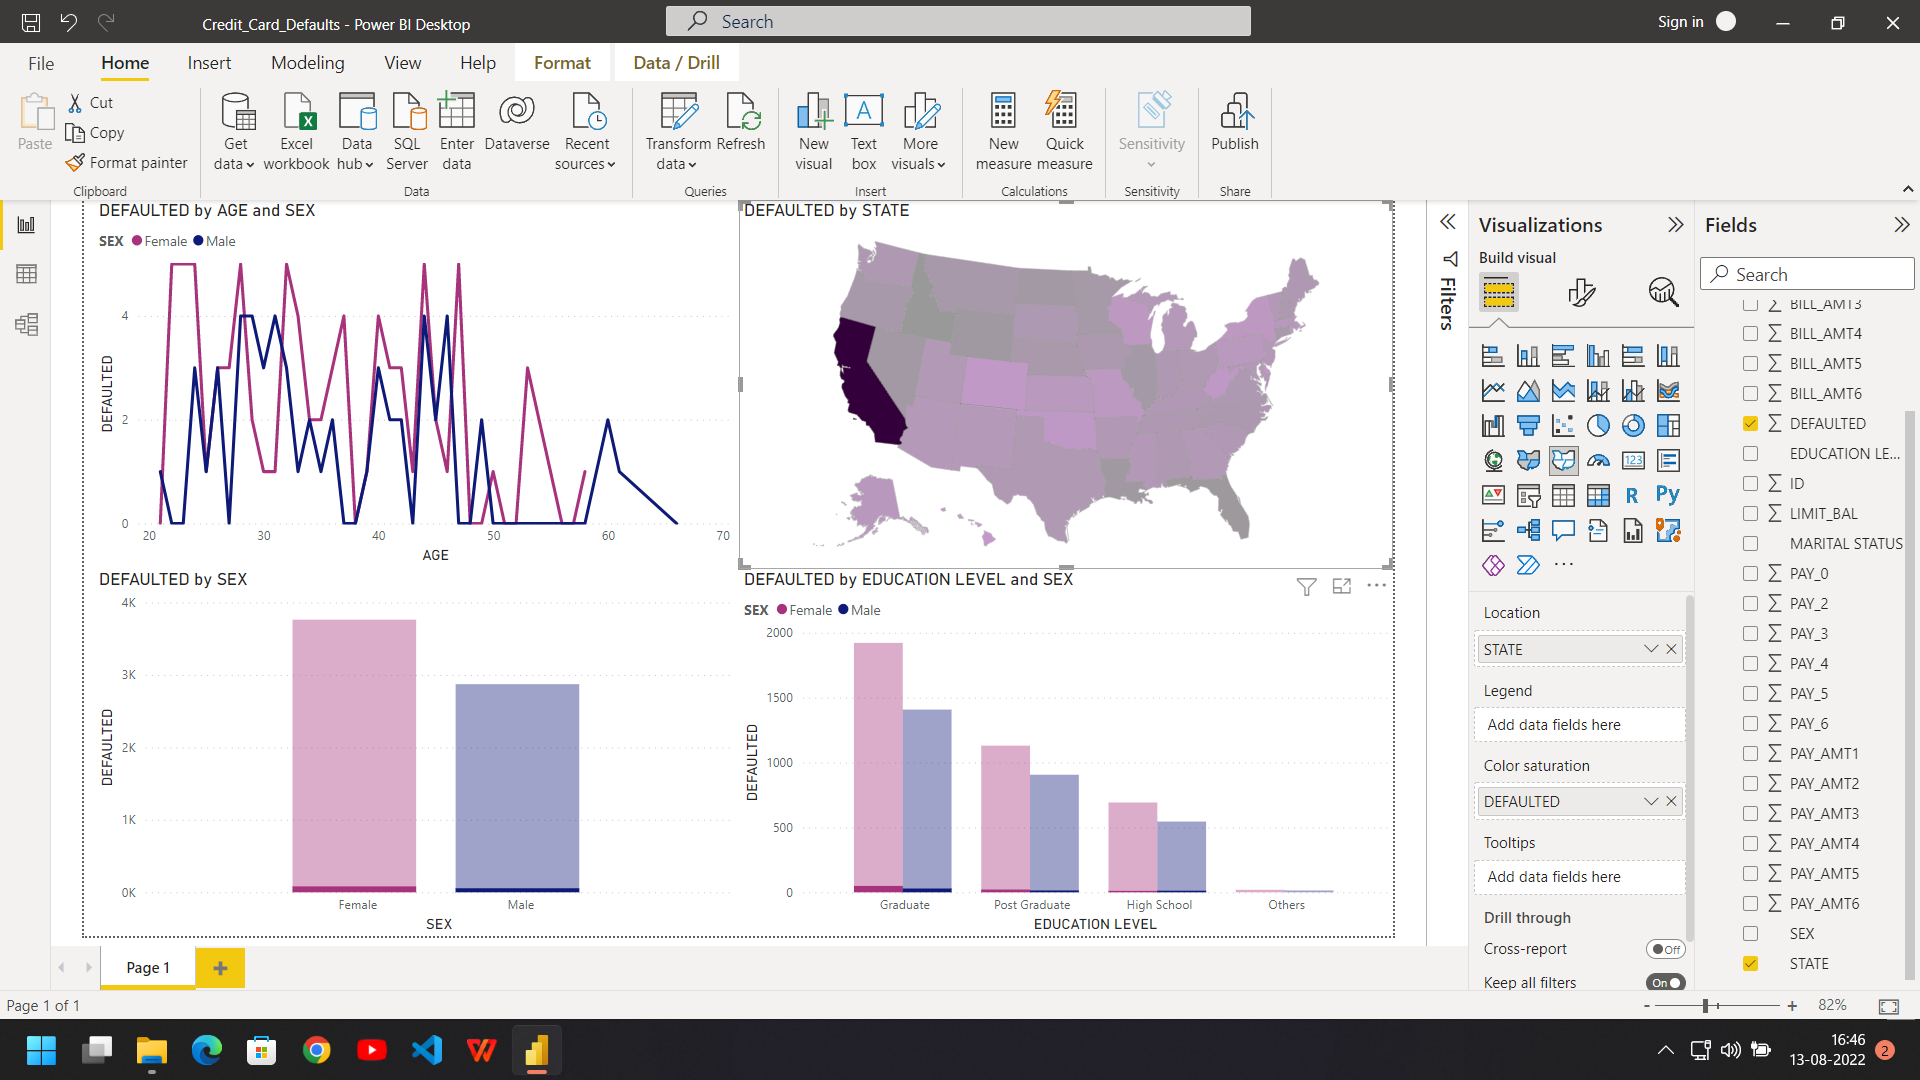 Credit_Card_Defaults - Power BI Desktop
Search
Sign in
File
Home
Insert
Modeling
View
Help
Format
Data / Drill
Paste
Cut
Copy
Format painter
Clipboard
Get data
Excel workbook
Data hub
SQL Server
Enter data
Dataverse
Recent sources
Data
Transform data
Refresh
Queries
New visual
Text box
More visuals
Insert
New measure
Quick measure
Calculations
Sensitivity
Sensitivity
Publish
Share
DEFAULTED by AGE and SEX
SEX Female Male
DEFAULTED
4
2
0
20 30 40 50 60 70
AGE
DEFAULTED by STATE
DEFAULTED by SEX
DEFAULTED
4K
3K
2K
1K
0K
Female Male
SEX
DEFAULTED by EDUCATION LEVEL and SEX
SEX Female Male
DEFAULTED
2000
1500
1000
500
0
Graduate Post Graduate High School Others
EDUCATION LEVEL
Filters
Visualizations
Build visual
123
R
Py
Location
STATE
Legend
Add data fields here
Color saturation
DEFAULTED
Tooltips
Add data fields here
Drill through
Cross-report
Off
Keep all filters
On
Fields
Search
BILL_AMT3
BILL_AMT4
BILL_AMT5
BILL_AMT6
DEFAULTED
EDUCATION LE...
ID
LIMIT_BAL
MARITAL STATUS
PAY_0
PAY_2
PAY_3
PAY_4
PAY_5
PAY_6
PAY_AMT1
PAY_AMT2
PAY_AMT3
PAY_AMT4
PAY_AMT5
PAY_AMT6
SEX
STATE
Page 1
Page 1 of 1
82%
16:46
13-08-2022
2